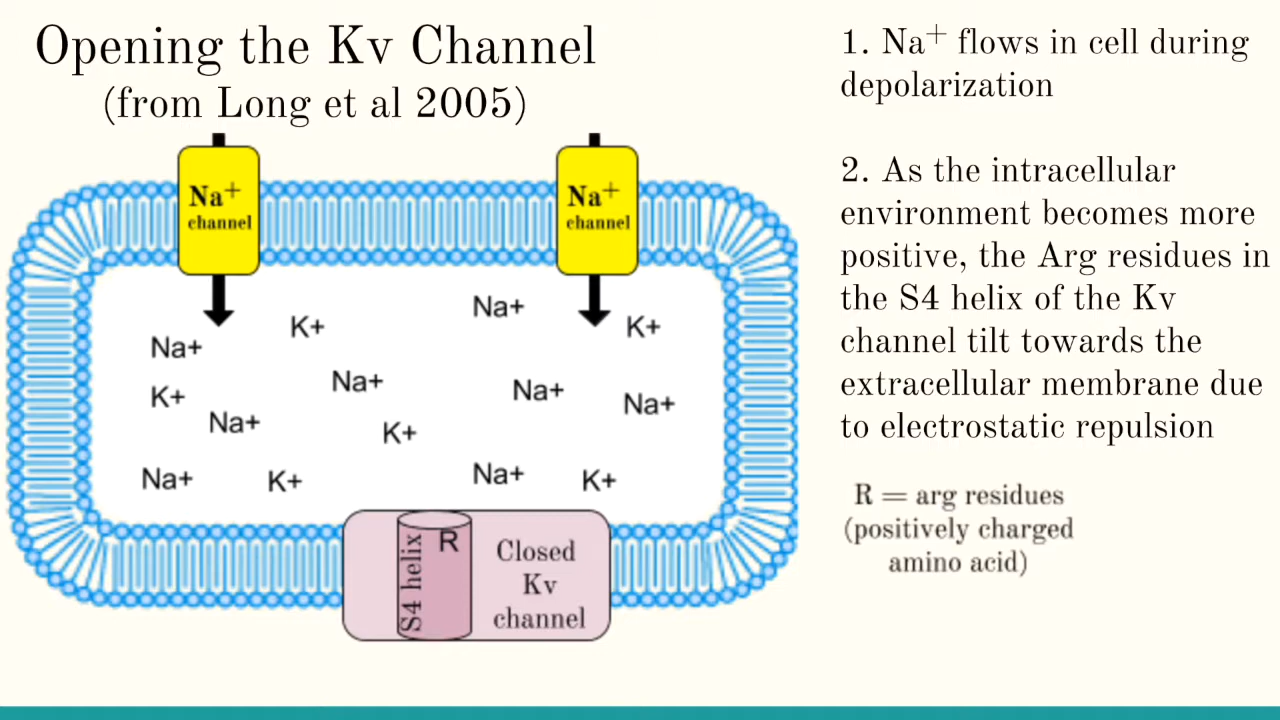 Opening the Kv Channel
(from Long et al 2005)
1. Na+ flows in cell during
depolarization
2. As the intracellular
environment becomes more
positive, the Arg residues in
the S4 helix of the Kv
channel tilt towards the
extracellular membrane due
to electrostatic repulsion
R = arg residues
(positively charged
amino acid)
Na+
channel
Na+
channel
Na+
K+
K+
Na+
Na+
K+
Na+
Na+
Na+
K+
Na+
K+
Na+
K+
S4 helix
R
Closed
Kv
channel